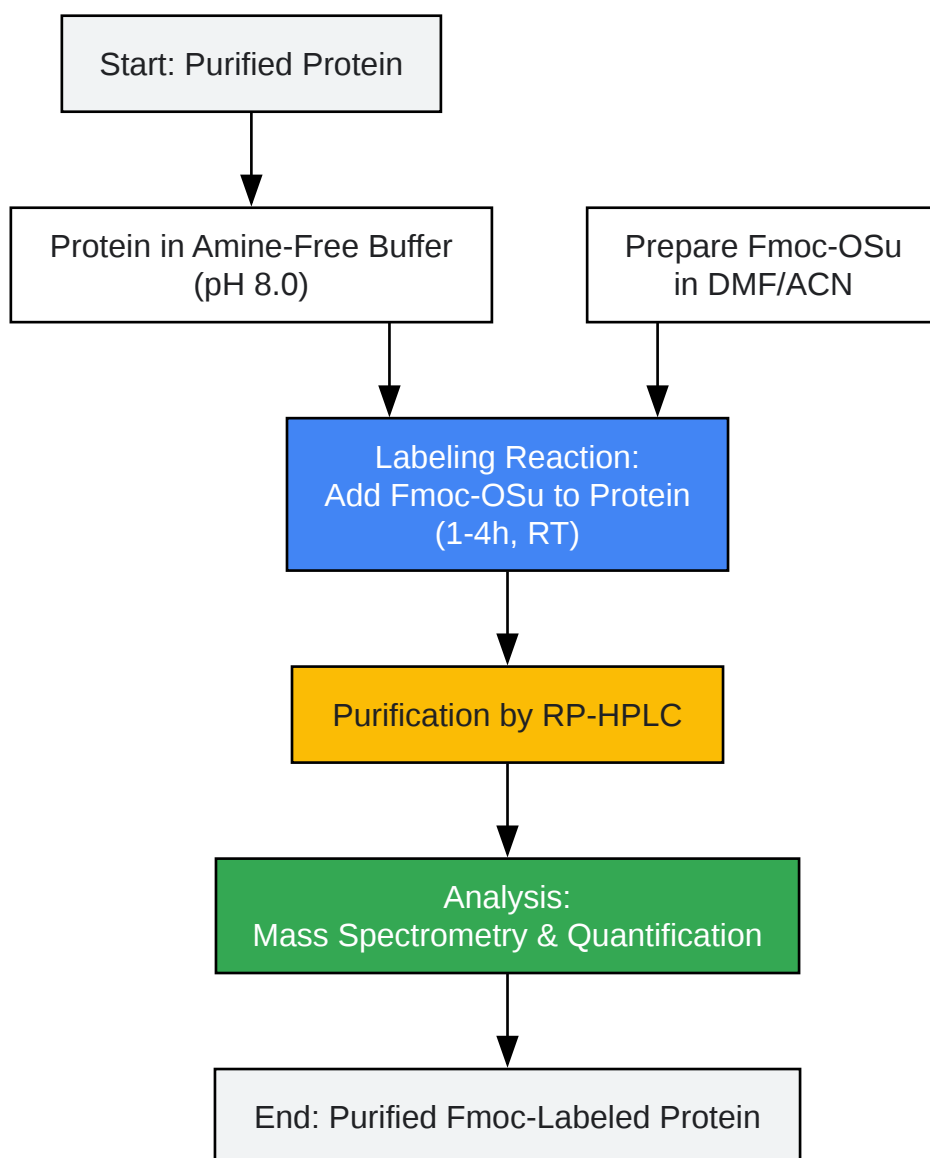 Start: Purified Protein
Protein in Amine-Free Buffer
(pH 8.0)
Prepare Fmoc-OSu
in DMF/ACN
Labeling Reaction:
Add Fmoc-OSu to Protein
(1-4h, RT)
Purification by RP-HPLC
Analysis:
Mass Spectrometry & Quantification
End: Purified Fmoc-Labeled Protein